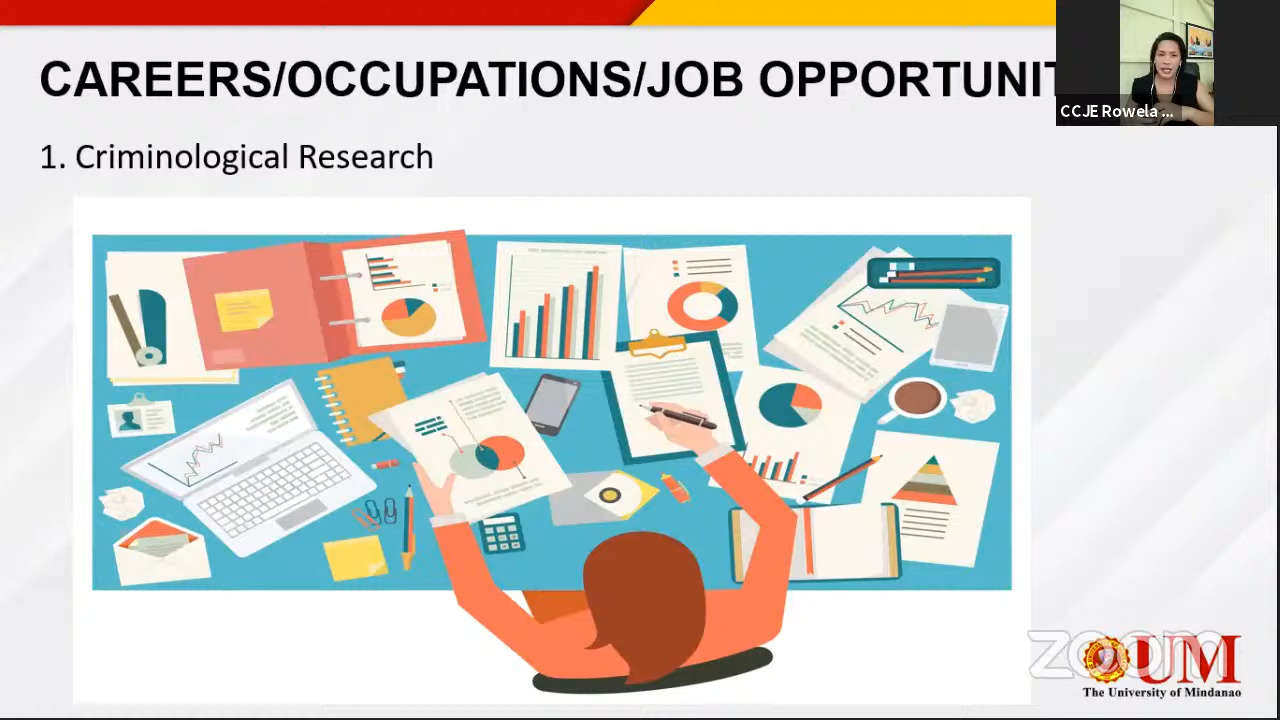 CAREERS/OCCUPATIONS/JOB OPPORTUNIT
CCJE Rowela ...
1. Criminological Research
zoom
UM
The University of Mindanao